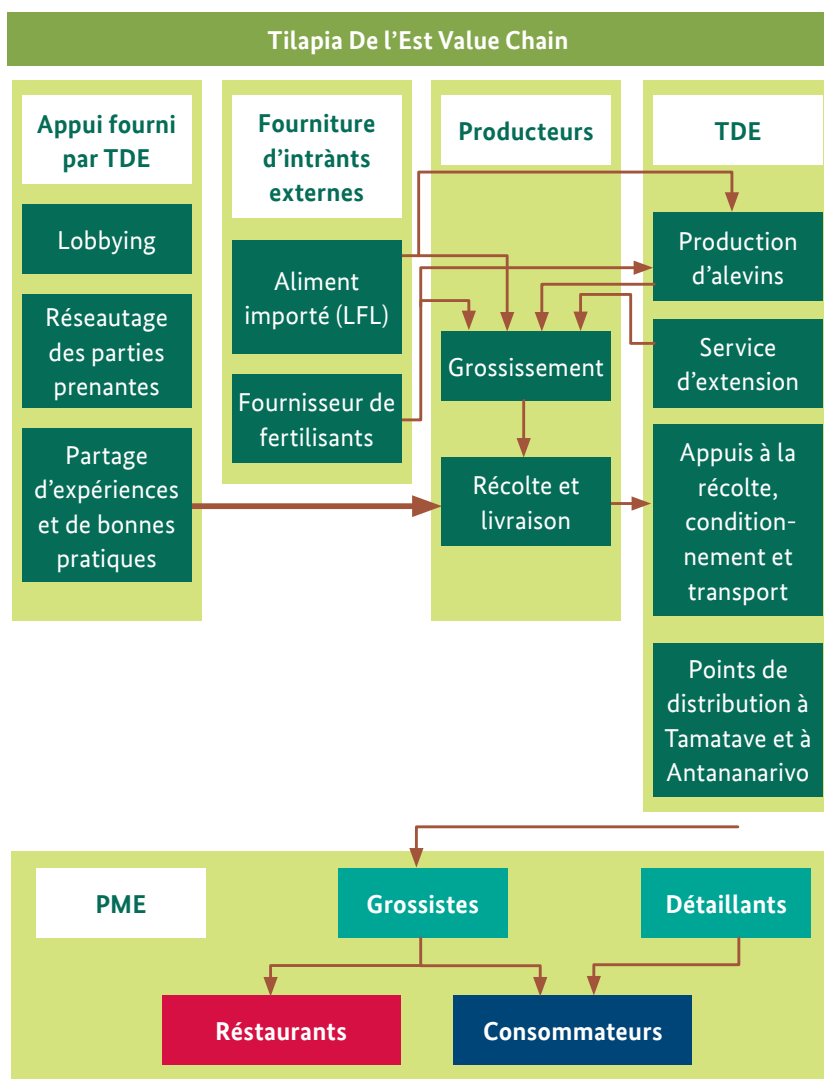 Tilapia De l'Est Value Chain
Appui fourni
par TDE
Lobbying
Réseautage
des parties
prenantes
Partage
d'expériences
et de bonnes
pratiques
Fourniture
d'intrànts
externes
Aliment
importé (LFL)
Fournisseur de
fertilisants
Producteurs
Grossissement
Récolte et
livraison
TDE
Production
d'alevins
Service
d'extension
Appuis à la
récolte,
condition-
nement et
transport
Points de
distribution à
Tamatave et à
Antananarivo
PME
Grossistes
Détaillants
Réstaurants
Consommateurs